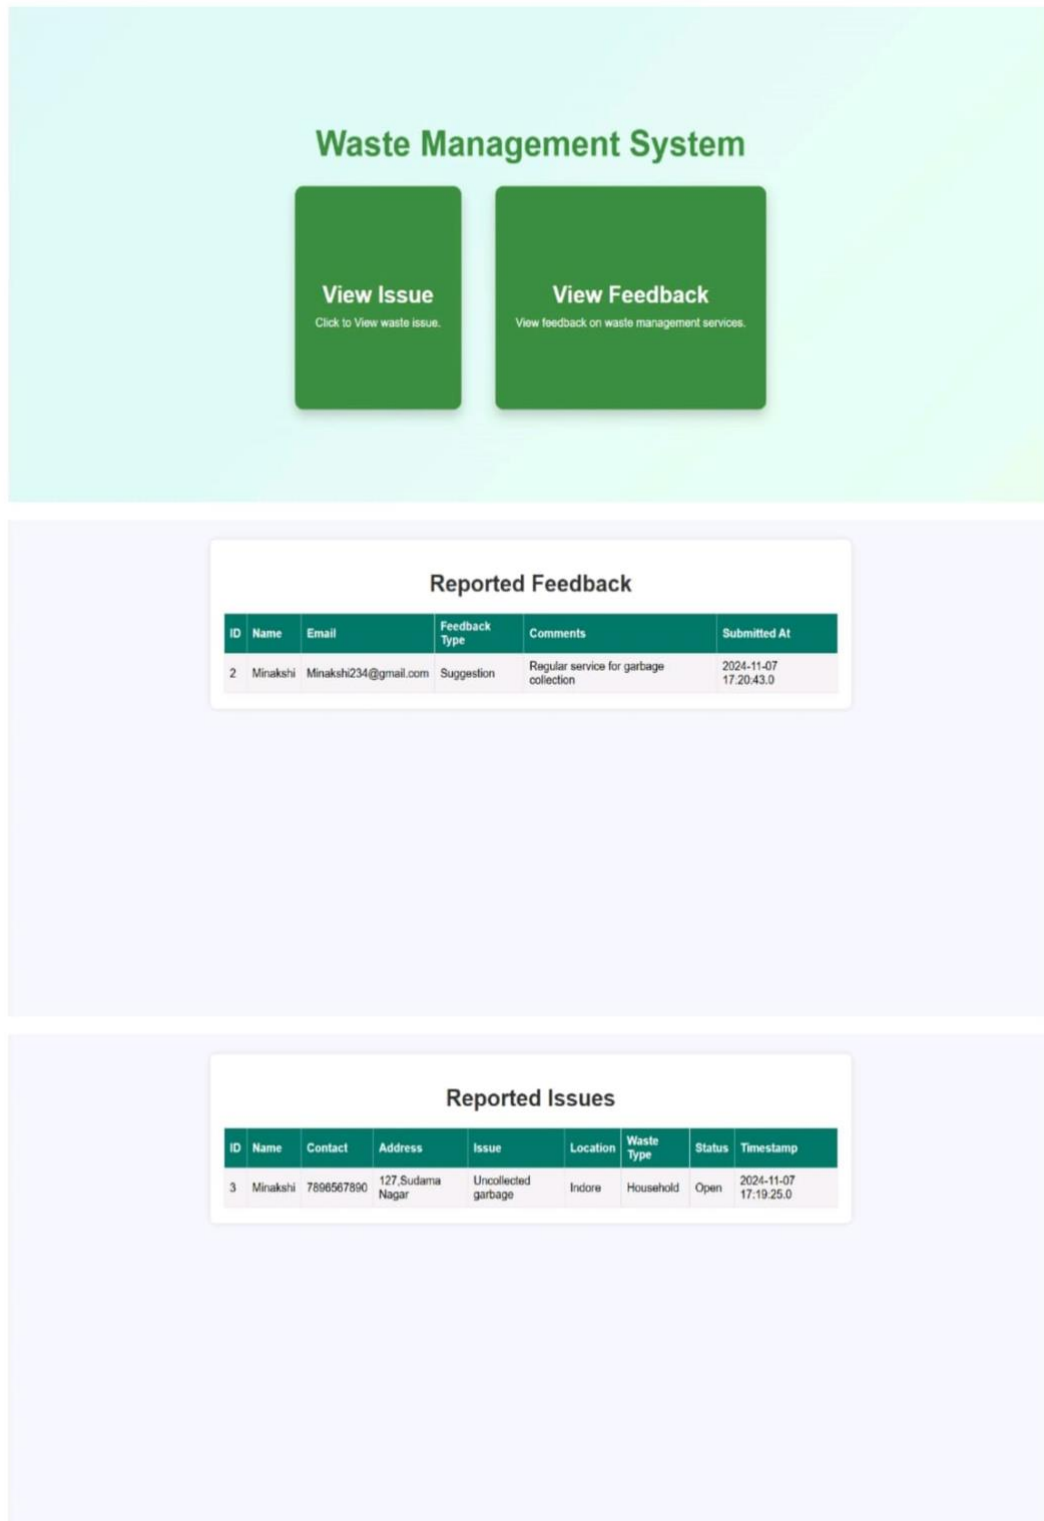 Waste Management System
View Issue
Click to View waste issue.
View Feedback
View feedback on waste management services.
Reported Feedback
ID Name Email Feedback Type Comments Submitted At
2 Minakshi Minakshi234@gmail.com Suggestion Regular service for garbage collection 2024-11-07 17:20:43.0
Reported Issues
ID Name Contact Address Issue Location Waste Type Status Timestamp
3 Minakshi 7896567890 127,Sudama Nagar Uncollected garbage Indore Household Open 2024-11-07 17:19:25.0